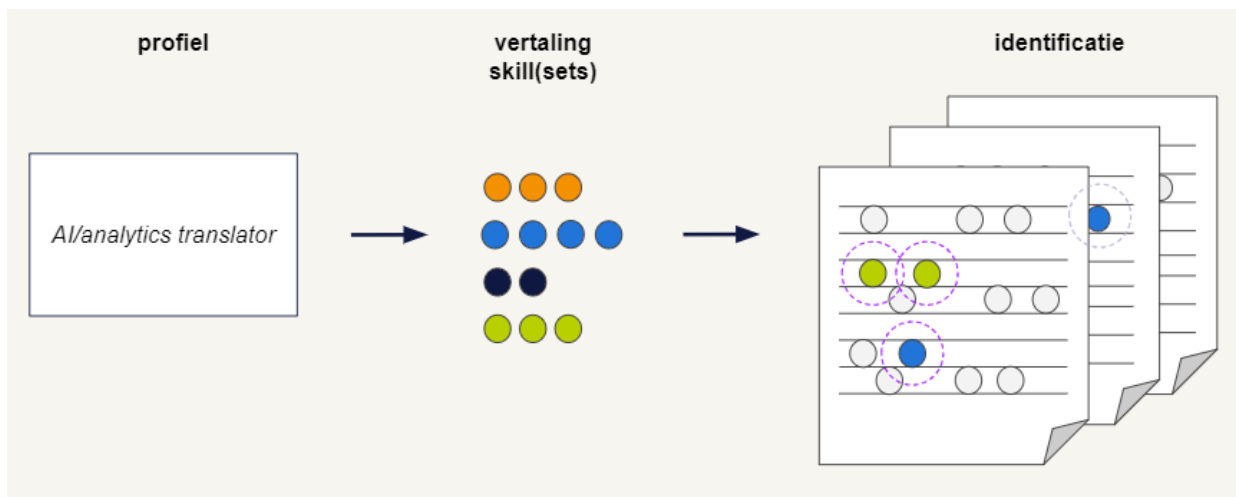 profiel
vertaling
skill(sets)
identificatie
AI/analytics translator